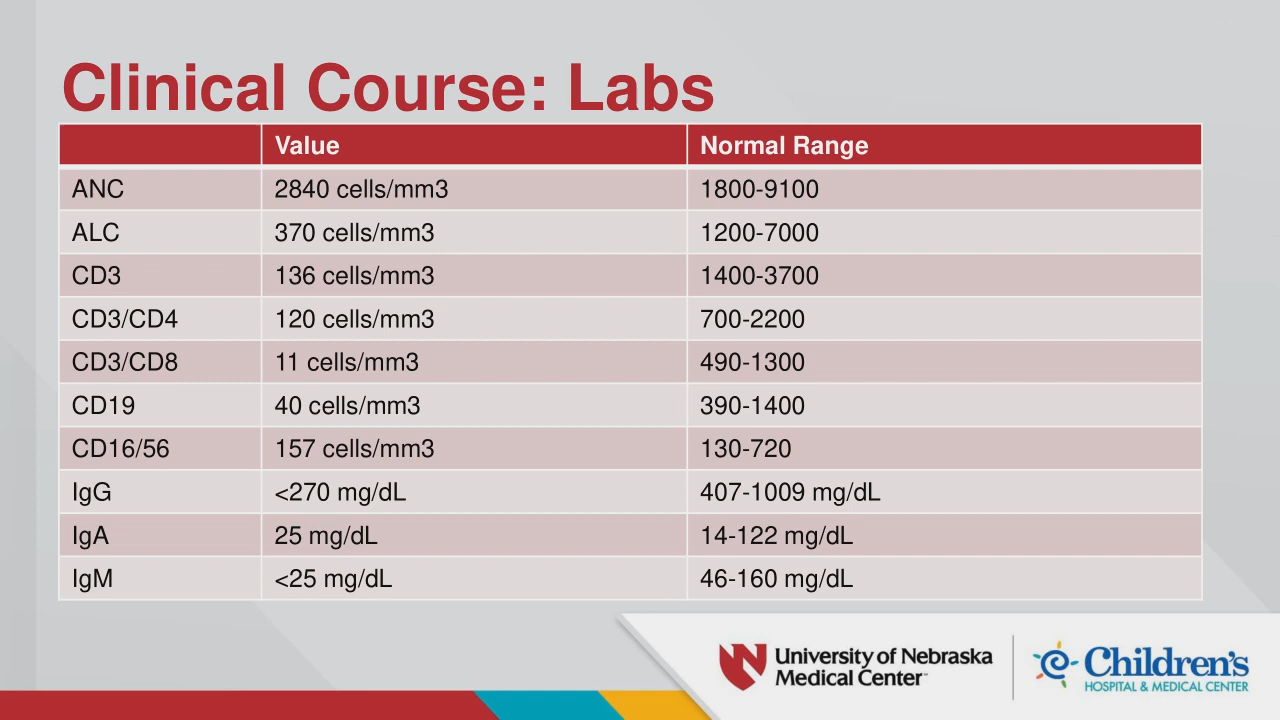 Clinical Course: Labs
Value Normal Range
ANC 2840 cells/mm3 1800-9100
ALC 370 cells/mm3 1200-7000
CD3 136 cells/mm3 1400-3700
CD3/CD4 120 cells/mm3 700-2200
CD3/CD8 11 cells/mm3 490-1300
CD19 40 cells/mm3 390-1400
CD16/56 157 cells/mm3 130-720
IgG <270 mg/dL 407-1009 mg/dL
IgA 25 mg/dL 14-122 mg/dL
IgM <25 mg/dL 46-160 mg/dL
University of Nebraska
Medical Center
Children's
HOSPITAL & MEDICAL CENTER